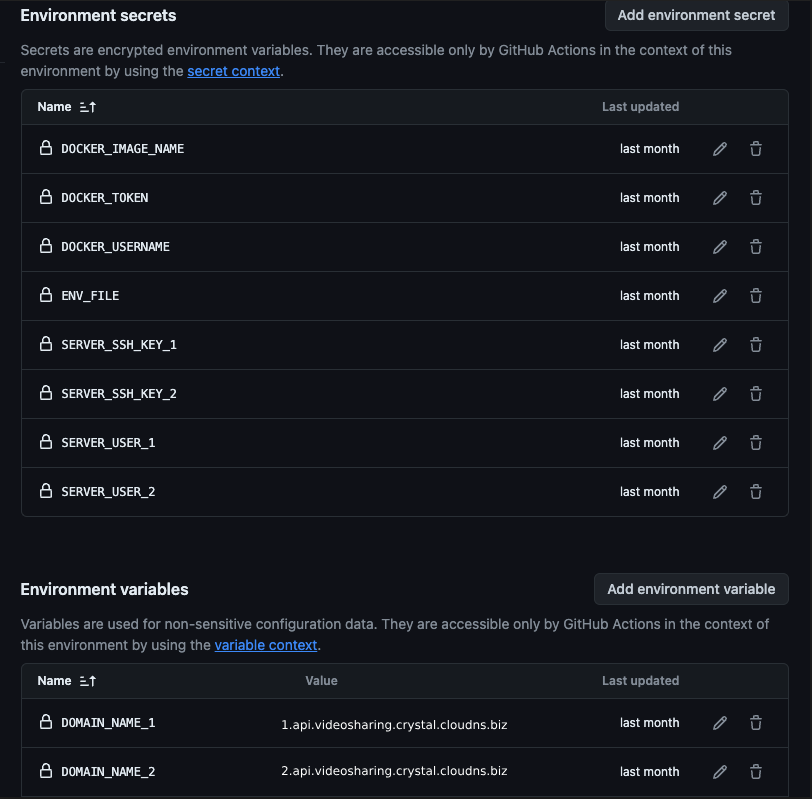 Environment secrets
Add environment secret
Secrets are encrypted environment variables. They are accessible only by GitHub Actions in the context of this
environment by using the secret context.
Name Last updated
DOCKER_IMAGE_NAME last month
DOCKER_TOKEN last month
DOCKER_USERNAME last month
ENV_FILE last month
SERVER_SSH_KEY_1 last month
SERVER_SSH_KEY_2 last month
SERVER_USER_1 last month
SERVER_USER_2 last month
Environment variables
Add environment variable
Variables are used for non-sensitive configuration data. They are accessible only by GitHub Actions in the context of
this environment by using the variable context.
Name Value Last updated
DOMAIN_NAME_1 1.api.videosharing.crystal.cloudns.biz last month
DOMAIN_NAME_2 2.api.videosharing.crystal.cloudns.biz last month